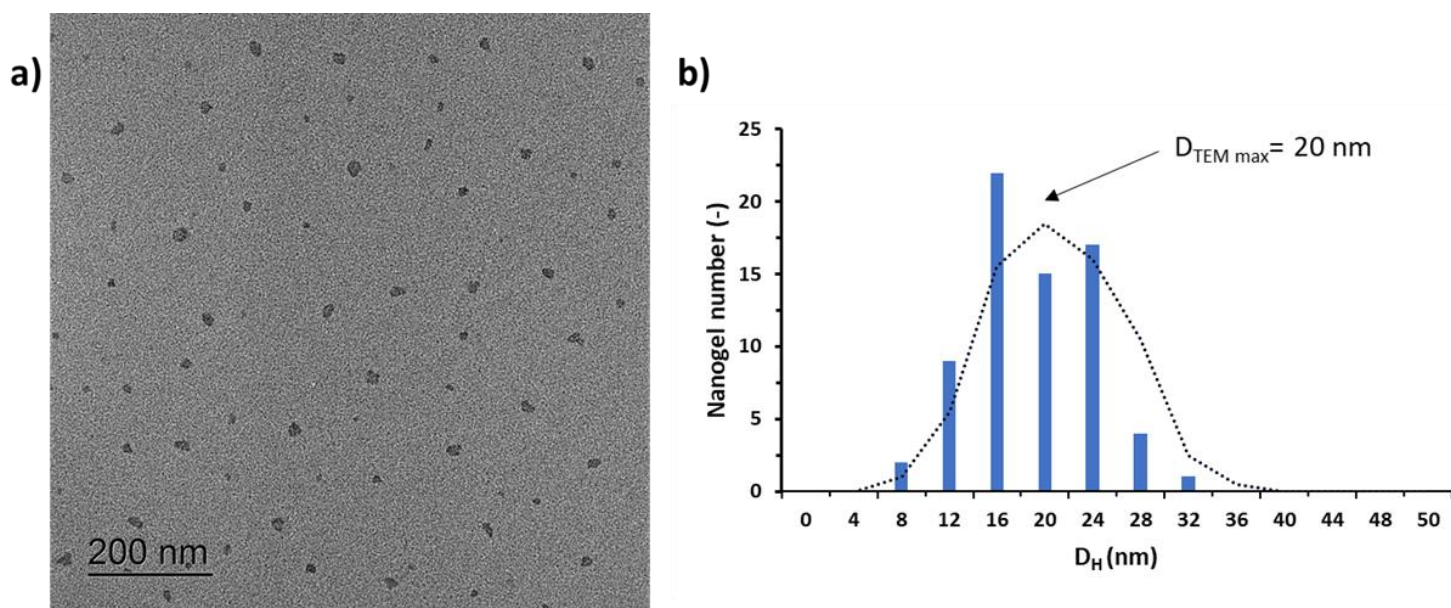 a)
200 nm
b)
25
20
15
10
5
0
Nanogel number (-)
D_TEM max= 20 nm
0 4 8 12 16 20 24 28 32 36 40 44 48 50
D_H (nm)